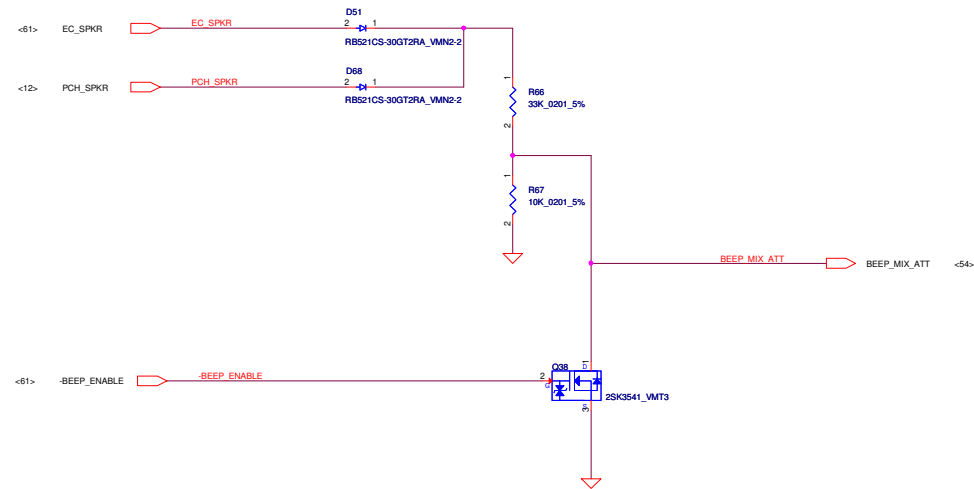 D51
<61> EC_SPKR EC_SPKR 2 1
RB521CS-30GT2RA_VMN2-2
D68
<12> PCH_SPKR PCH_SPKR 2 1
RB521CS-30GT2RA_VMN2-2
1
R66
33K_0201_5%
2
1
R67
10K_0201_5%
2
BEEP_MIX_ATT BEEP_MIX_ATT <54>
1
Q38 D
<61> -BEEP_ENABLE -BEEP_ENABLE 2
G
2SK3541_VMT3
S
3